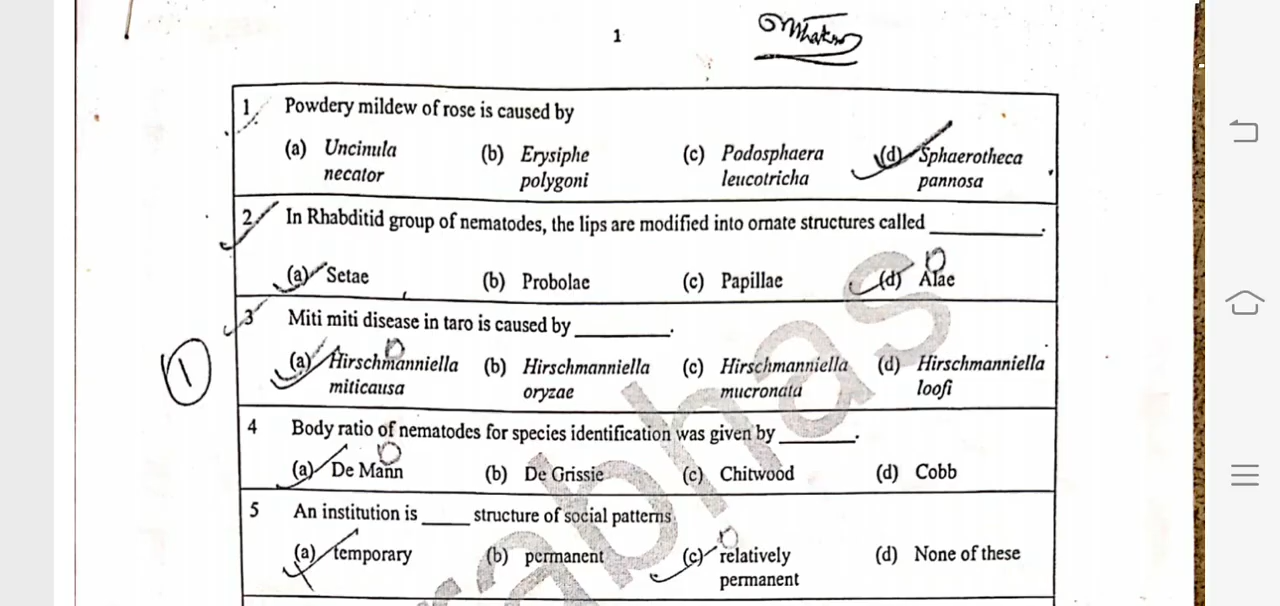 1
1. Powdery mildew of rose is caused by
(a) Uncinula necator (b) Erysiphe polygoni (c) Podosphaera leucotricha (d) Sphaerotheca pannosa
2 In Rhabditid group of nematodes, the lips are modified into ornate structures called ________.
(a) Setae (b) Probolae (c) Papillae (d) Alae
3 Miti miti disease in taro is caused by ________.
(a) Hirschmanniella miticausa (b) Hirschmanniella oryzae (c) Hirschmanniella mucronata (d) Hirschmanniella loofi
1
4 Body ratio of nematodes for species identification was given by ________.
(a) De Mann (b) De Grissie (c) Chitwood (d) Cobb
5 An institution is ____ structure of social patterns
(a) temporary (b) permanent (c) relatively permanent (d) None of these